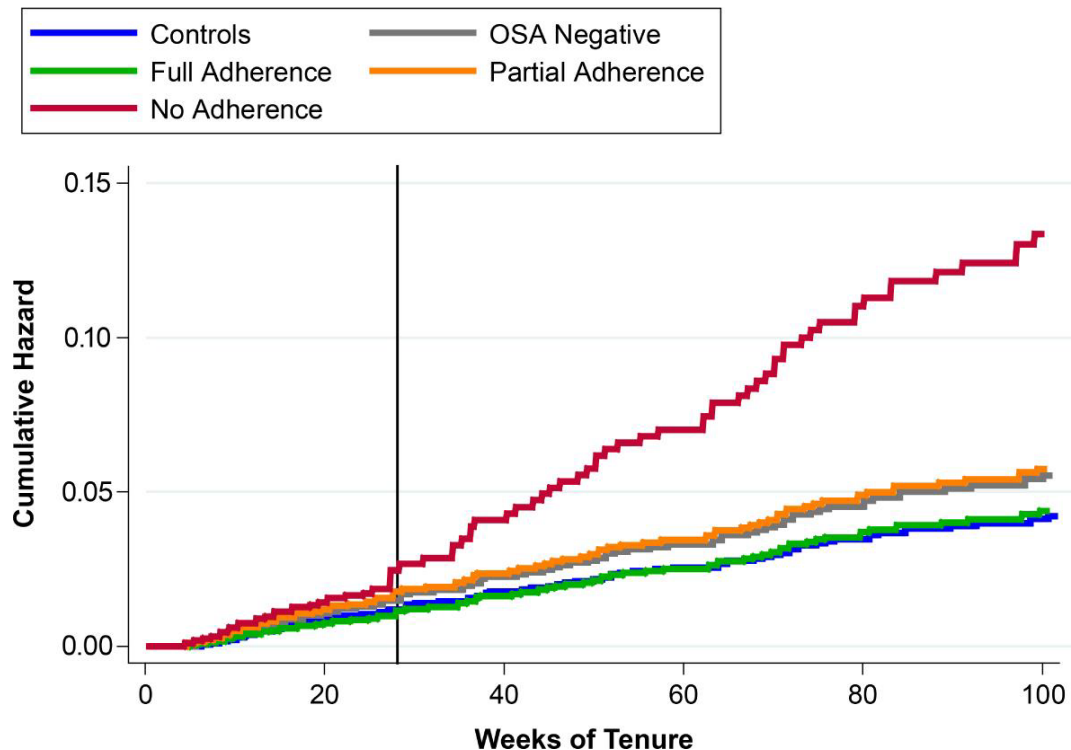 Controls OSA Negative
Full Adherence Partial Adherence
No Adherence
0.15
0.10
0.05
0.00
Cumulative Hazard
0 20 40 60 80 100
Weeks of Tenure